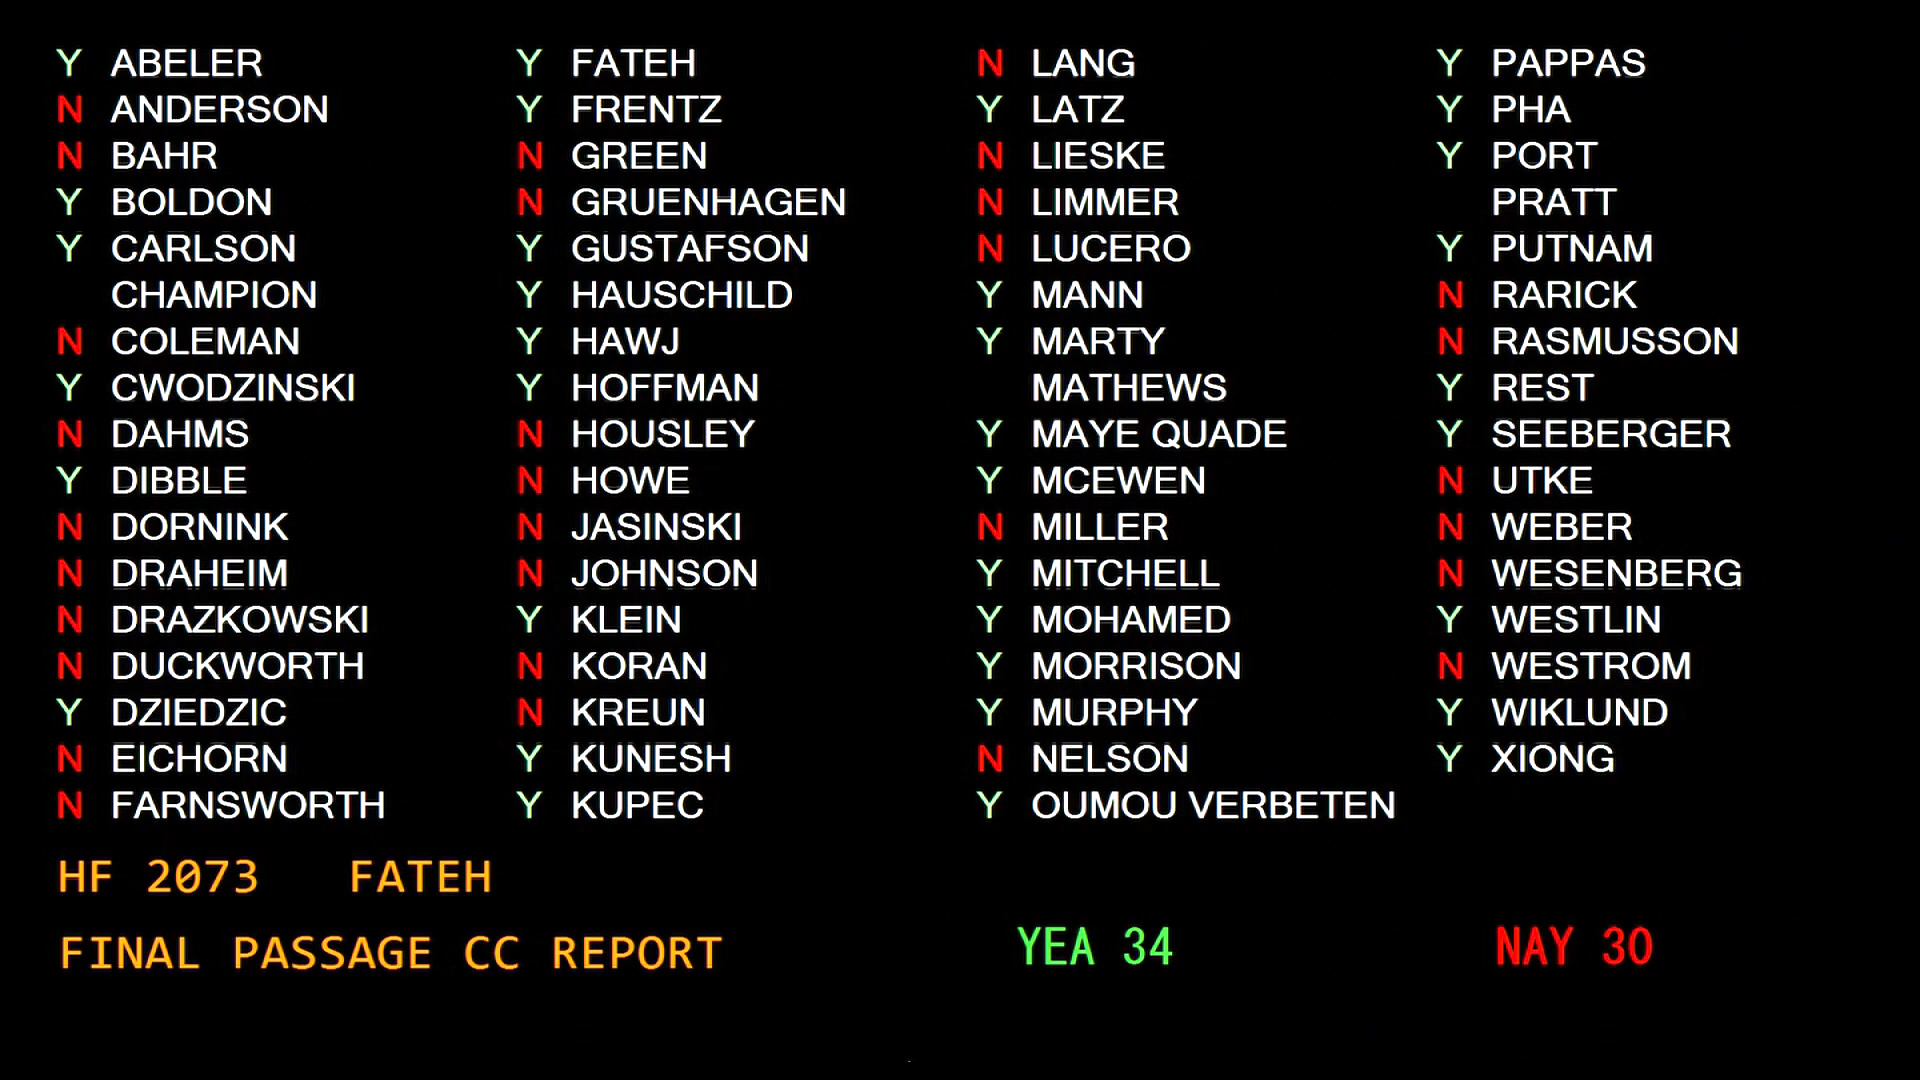 Y ABELER Y FATEH N LANG Y PAPPAS
N ANDERSON Y FRENTZ Y LATZ Y PHA
N BAHR N GREEN N LIESKE Y PORT
Y BOLDON N GRUENHAGEN N LIMMER PRATT
Y CARLSON Y GUSTAFSON N LUCERO Y PUTNAM
CHAMPION Y HAUSCHILD Y MANN N RARICK
N COLEMAN Y HAWJ Y MARTY N RASMUSSON
Y CWODZINSKI Y HOFFMAN MATHEWS Y REST
N DAHMS N HOUSLEY Y MAYE QUADE Y SEEBERGER
Y DIBBLE N HOWE Y MCEWEN N UTKE
N DORNINK N JASINSKI N MILLER N WEBER
N DRAHEIM N JOHNSON Y MITCHELL N WESENBERG
N DRAZKOWSKI Y KLEIN Y MOHAMED Y WESTLIN
N DUCKWORTH N KORAN Y MORRISON N WESTROM
Y DZIEDZIC N KREUN Y MURPHY Y WIKLUND
N EICHORN Y KUNESH N NELSON Y XIONG
N FARNSWORTH Y KUPEC Y OUMOU VERBETEN
HF 2073 FATEH
FINAL PASSAGE CC REPORT YEA 34 NAY 30